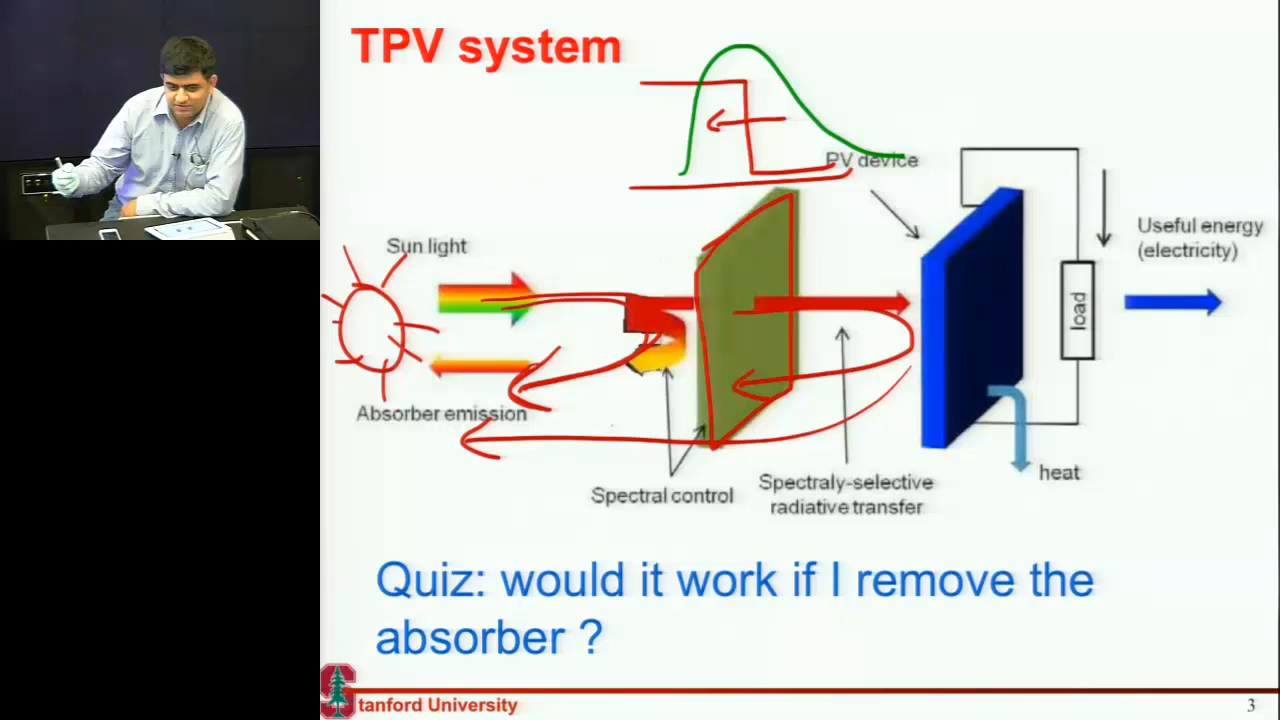 TPV system
PV device
Sun light
Useful energy
(electricity)
load
Absorber emission
heat
Spectral control
Spectraly-selective
radiative transfer
Quiz: would it work if I remove the
absorber ?
Stanford University
3